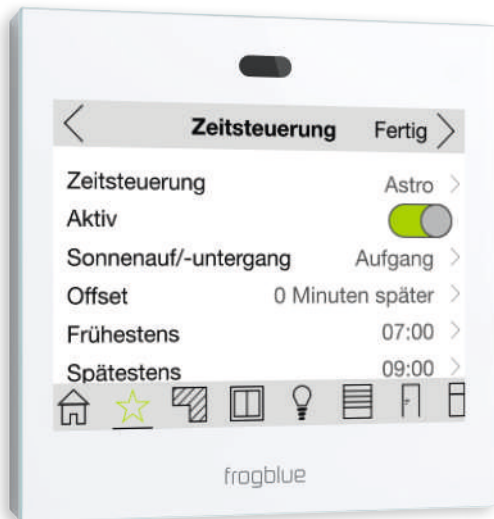 Zeitsteuerung Fertig
Zeitsteuerung Astro
Aktiv
Sonnenauf/-untergang Aufgang
Offset 0 Minuten später
Frühestens 07:00
Spätestens 09:00
frogblue